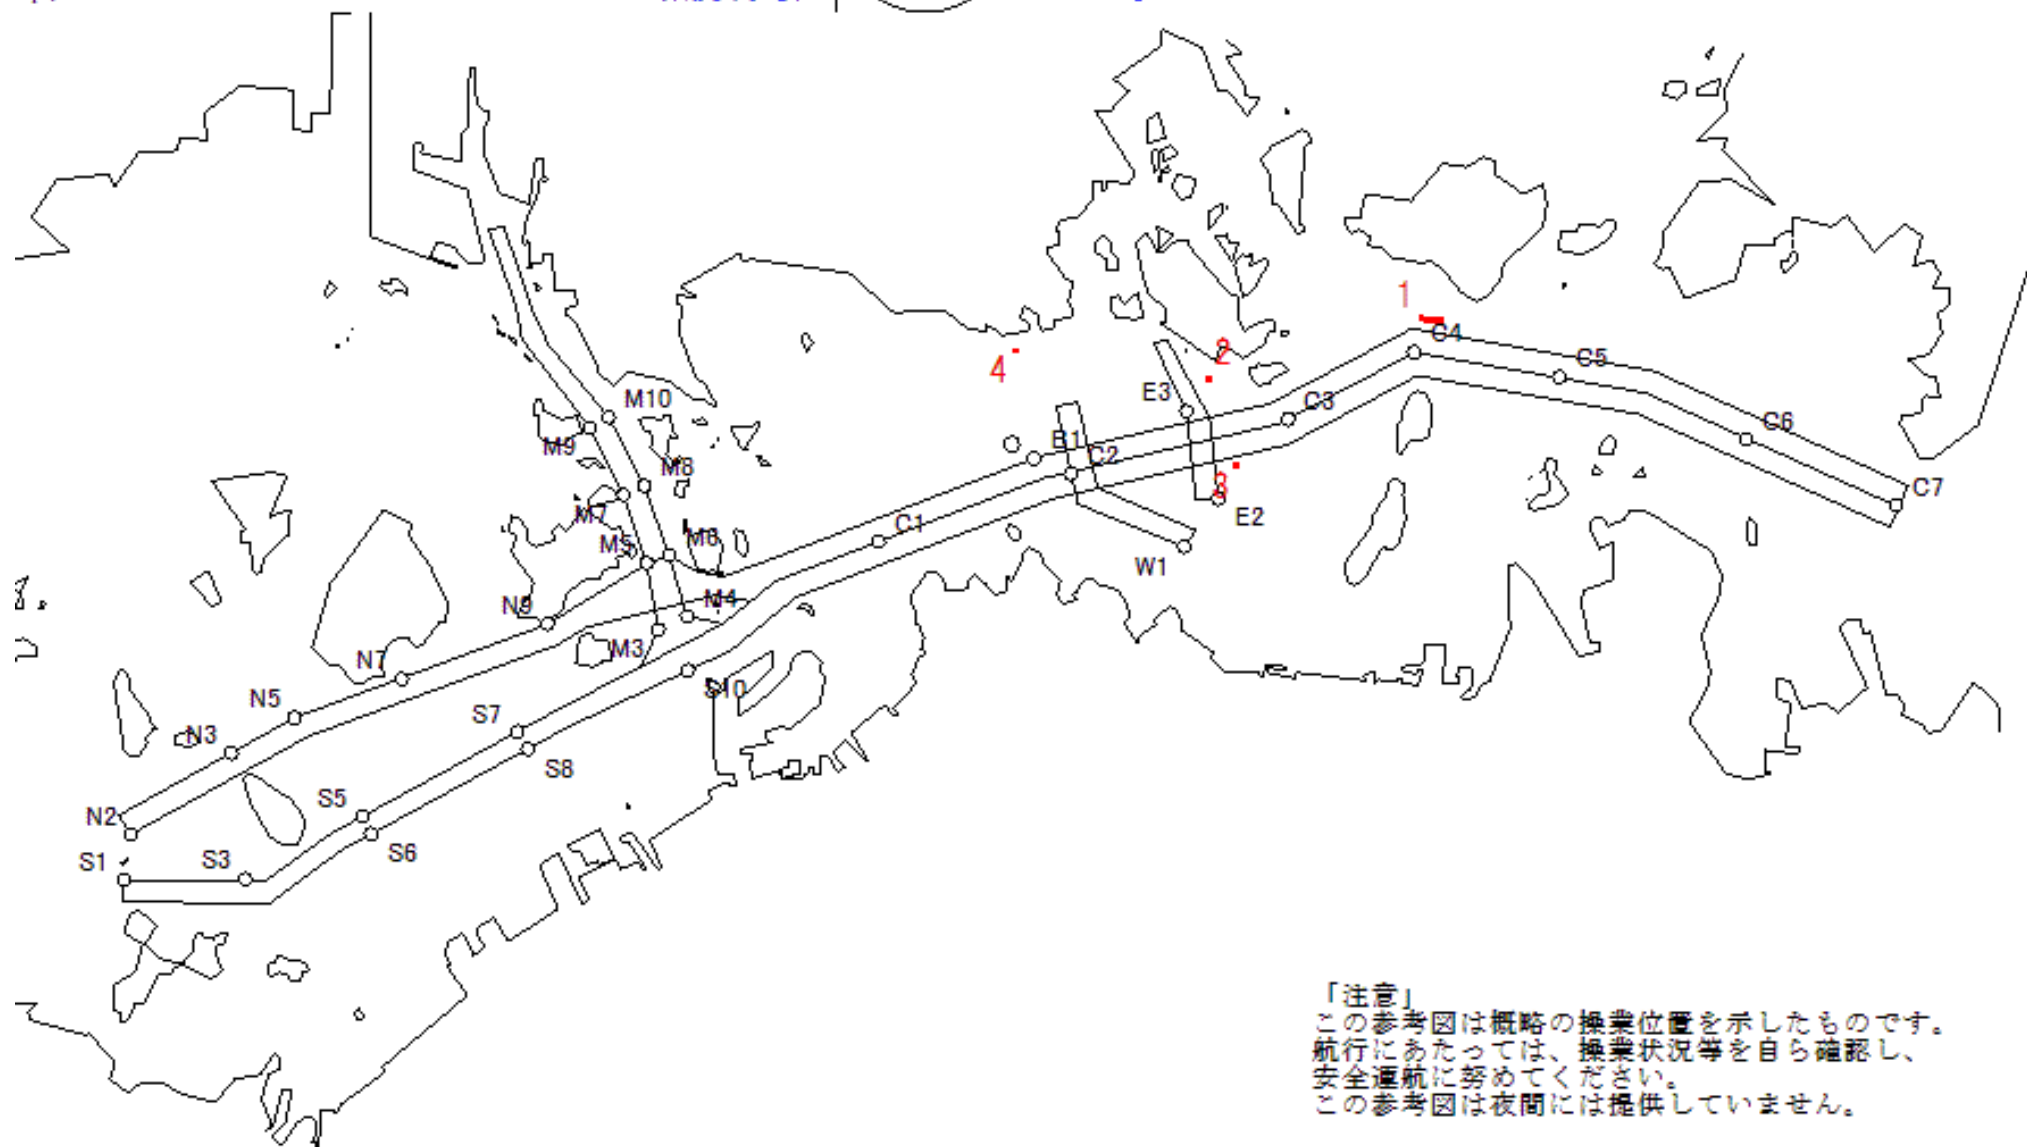 1
C4
2
4
C5
E3
C3
M10
C6
B1
M9
C2
M8
3
C7
M7
E2
C1
M6
M5
W1
N9
M4
M3
N7
S10
N5
S7
N3
S8
S5
N2
S6
S1
S3
「注意」
この参考図は概略の操業位置を示したものです。
航行にあたっては、操業状況等を自ら確認し、
安全運航に努めてください。
この参考図は夜間には提供していません。